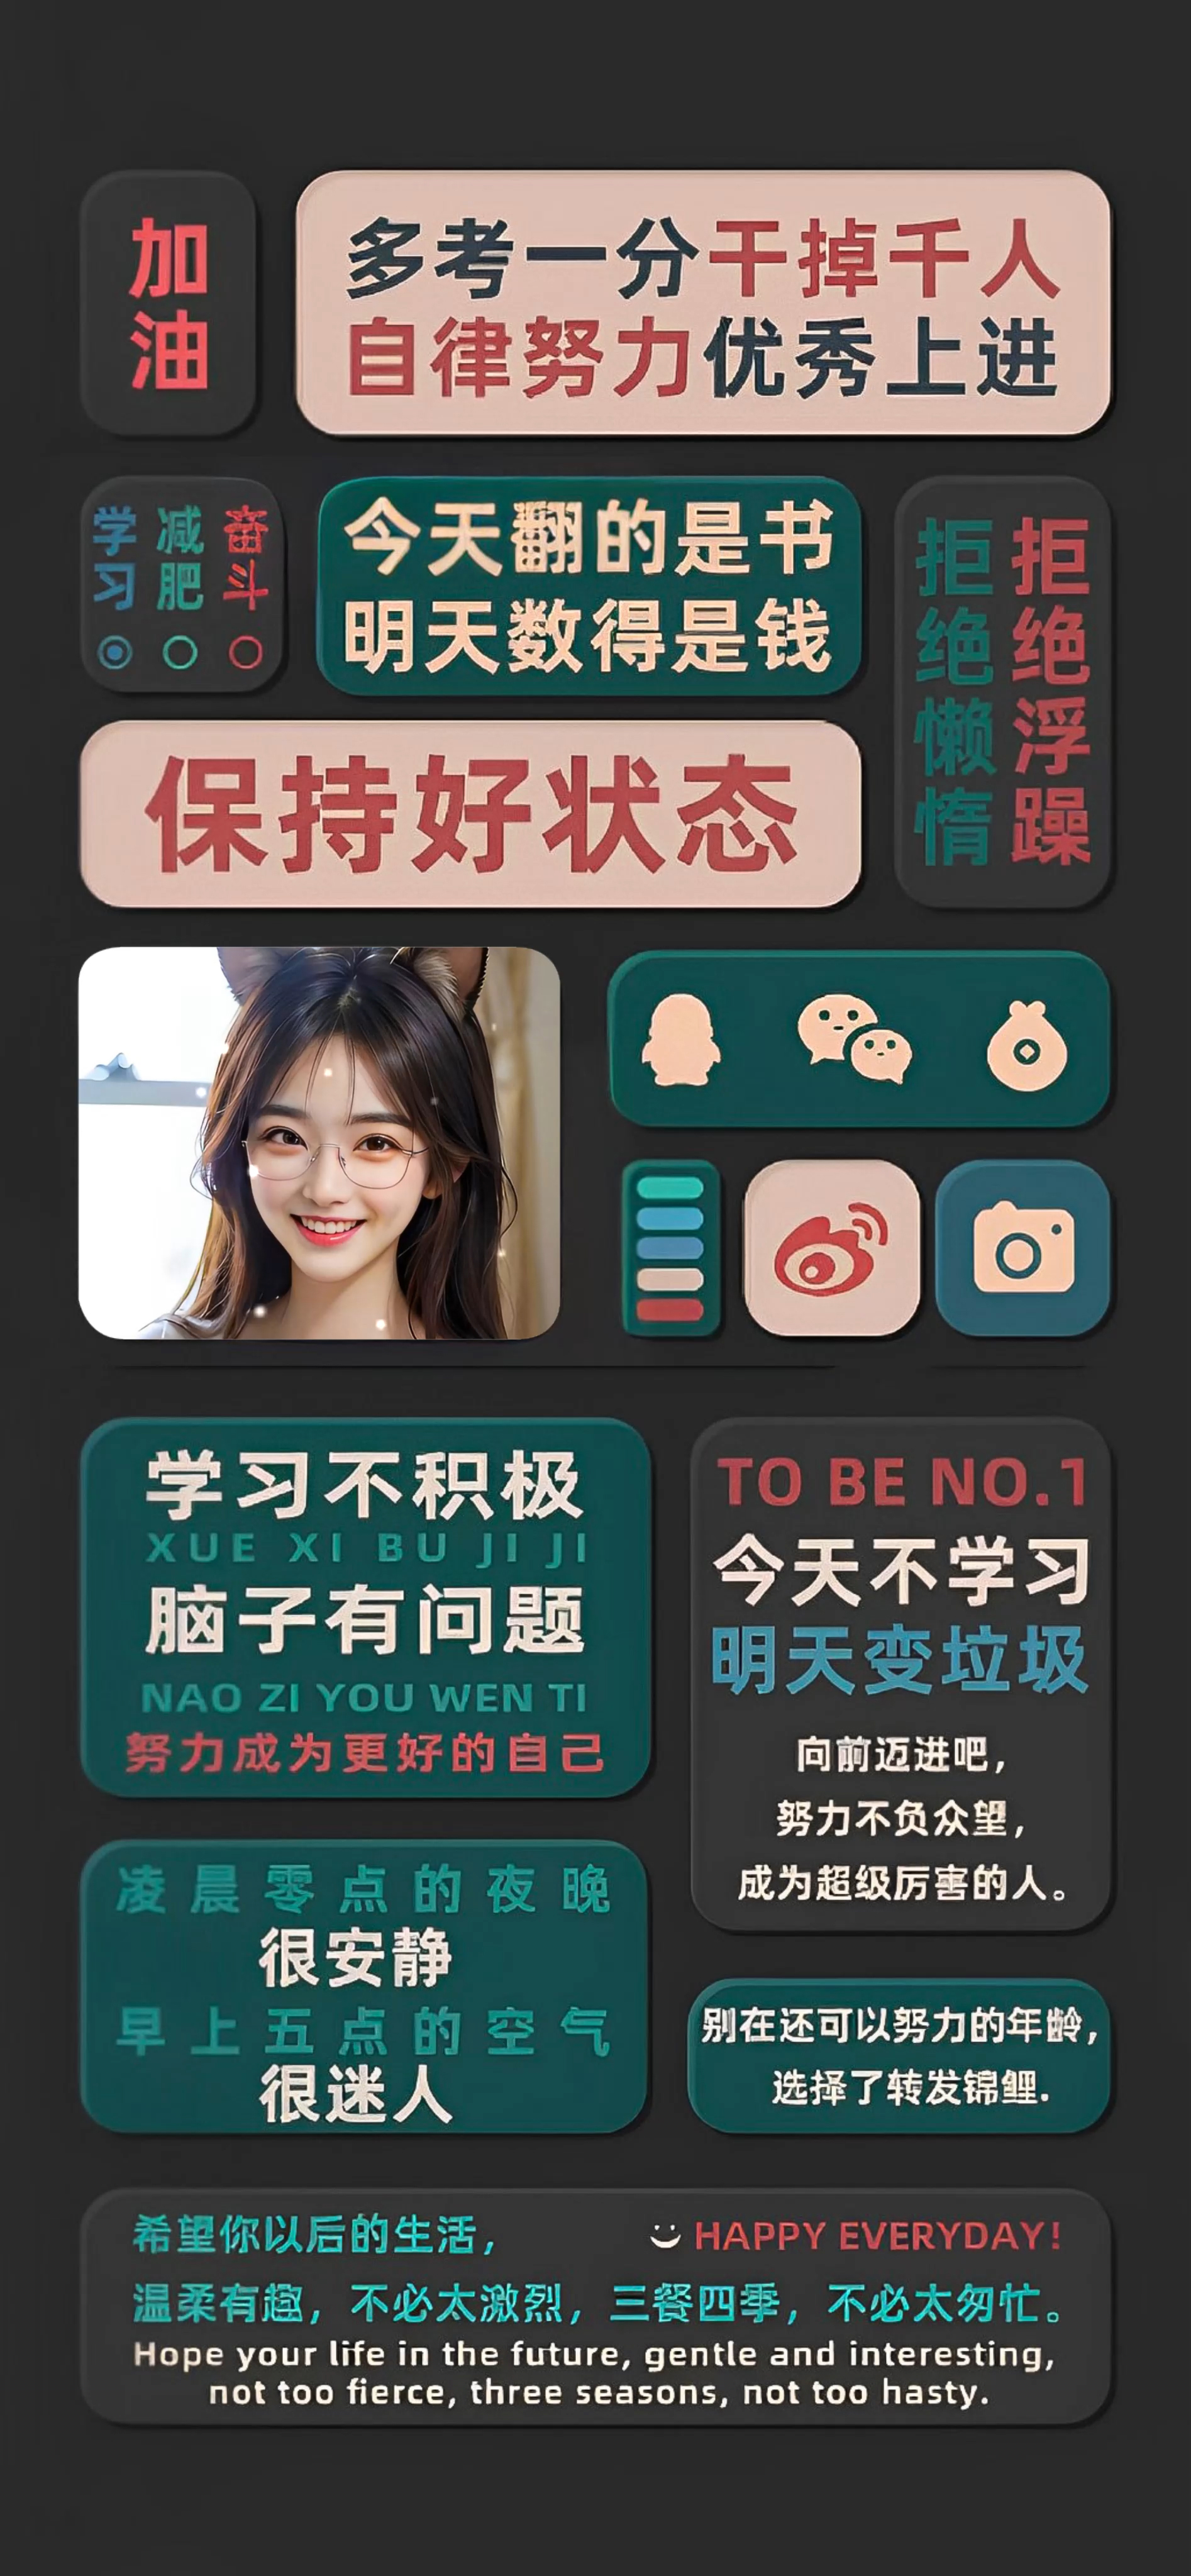 加油
多考一分干掉千人
自律努力优秀上进
学习
减肥
奋斗
今天翻的是书
明天数得是钱
拒绝浮躁
拒绝懒惰
保持好状态
学习不积极
XUE XI BU JI JI
脑子有问题
NAO ZI YOU WEN TI
努力成为更好的自己
TO BE NO.1
今天不学习
明天变垃圾
向前迈进吧，
努力不负众望，
成为超级厉害的人。
凌晨零点的夜晚
很安静
早上五点的空气
很迷人
别在还可以努力的年龄，
选择了转发锦鲤.
希望你以后的生活，
HAPPY EVERYDAY!
温柔有趣，不必太激烈，三餐四季，不必太匆忙。
Hope your life in the future, gentle and interesting,
not too fierce, three seasons, not too hasty.